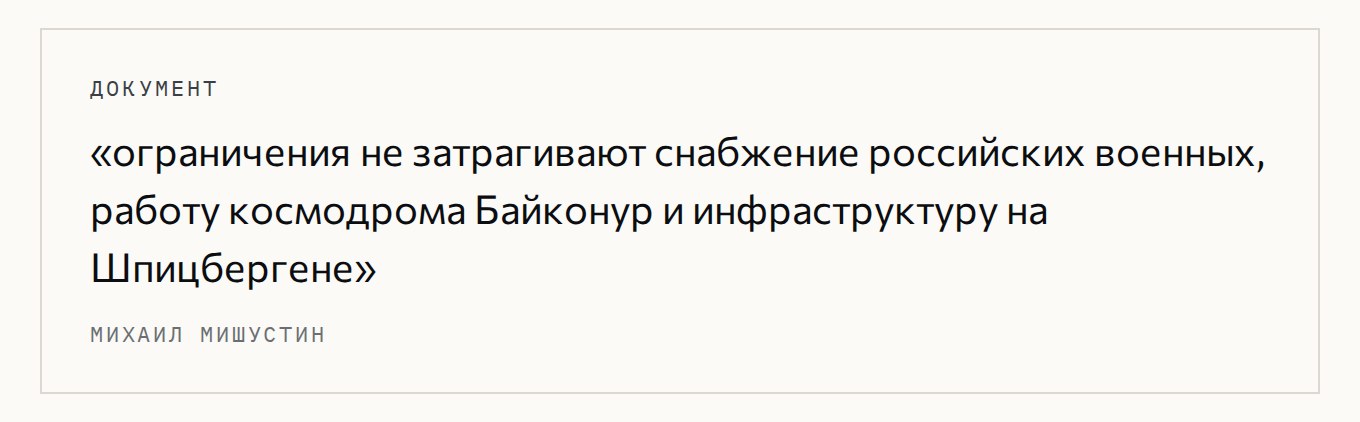 ДОКУМЕНТ
«ограничения не затрагивают снабжение российских военных,
работу космодрома Байконур и инфраструктуру на
Шпицбергене»
МИХАИЛ МИШУСТИН